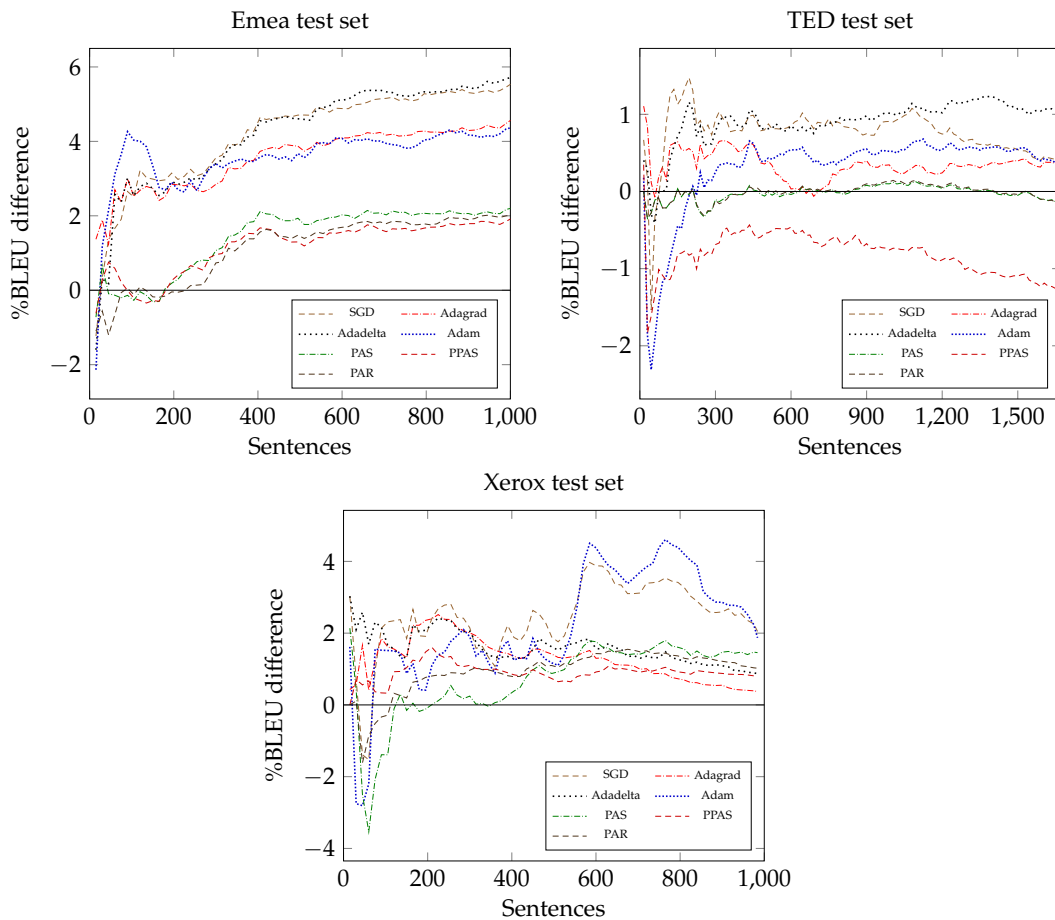 Emea test set
6
4
2
0
−2
0
200
400
600
800
1,000
%BLEU difference
Sentences
SGD
Adagrad
Adadelta
Adam
PAS
PPAS
PAR
TED test set
1
0
−1
−2
0
300
600
900
1,200
1,500
%BLEU difference
Sentences
SGD
Adagrad
Adadelta
Adam
PAS
PPAS
PAR
Xerox test set
4
2
0
−2
−4
0
200
400
600
800
1,000
%BLEU difference
Sentences
SGD
Adagrad
Adadelta
Adam
PAS
PPAS
PAR